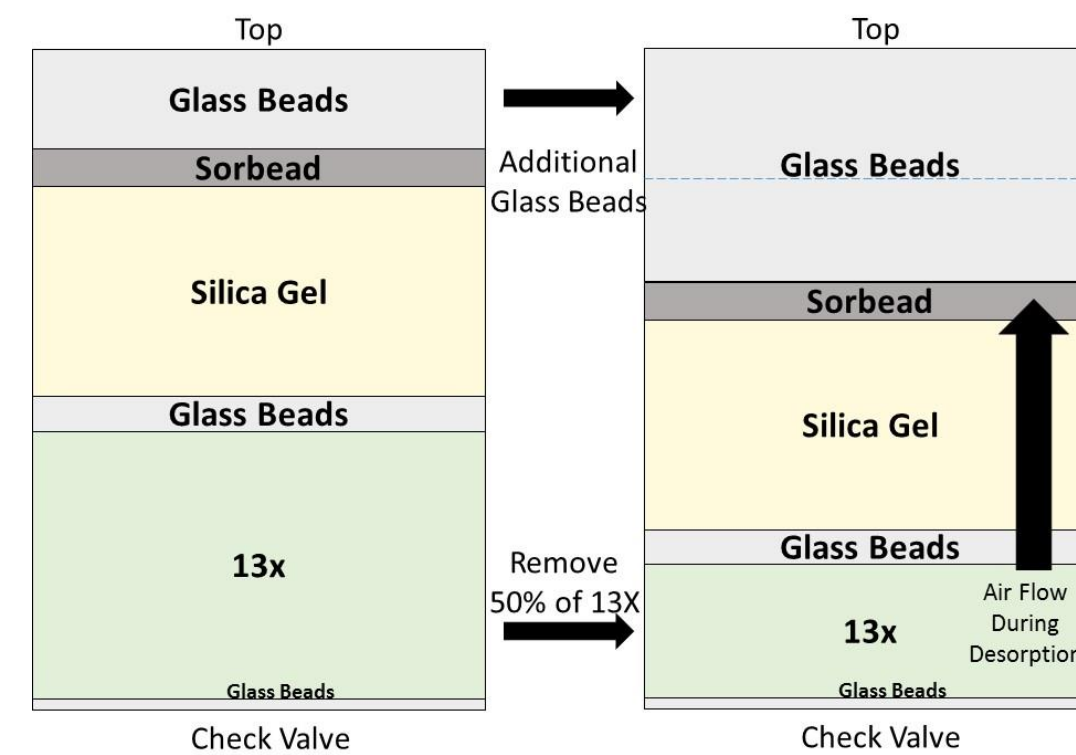 Top
Glass Beads
Sorbead
Silica Gel
Glass Beads
13x
Glass Beads
Check Valve
Additional
Glass Beads
Remove
50% of 13X
Top
Glass Beads
Sorbead
Silica Gel
Glass Beads
13x
Air Flow
During
Desorption
Glass Beads
Check Valve